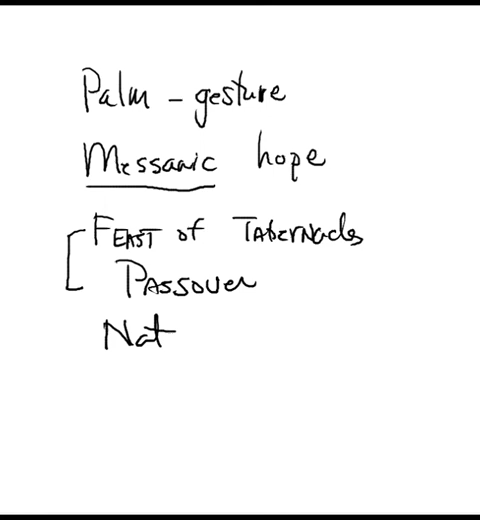 Palm - gesture
Messanic hope
Feast of Tabernacles
Passover
Nat